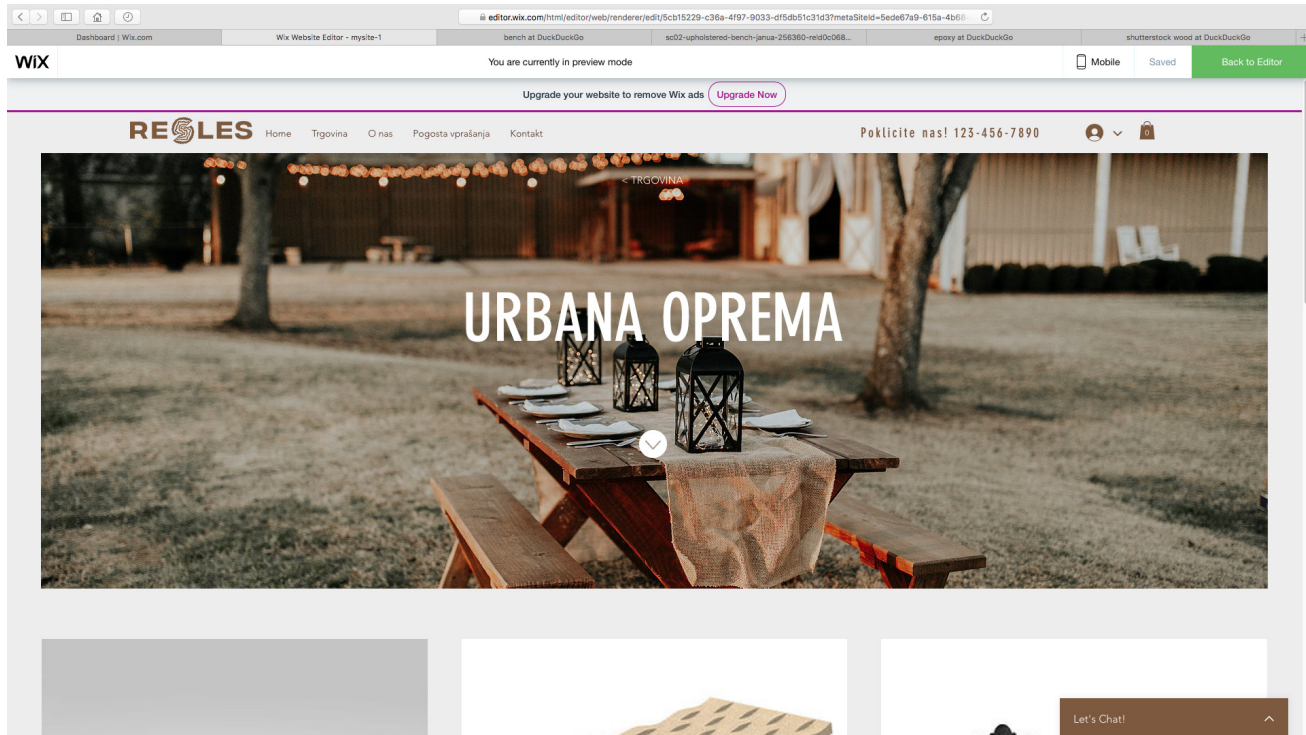 editor.wix.com/html/editor/web/renderer/edit/5cb15229-c36a-4f97-9033-df5db51c31d3?metaSiteId=5ede67a9-615a-4b68-
Dashboard | Wix.com
Wix Website Editor - mysite-1
bench at DuckDuckGo
sc02-upholstered-bench-janua-256360-reld0c068...
epoxy at DuckDuckGo
shutterstock wood at DuckDuckGo
WiX
You are currently in preview mode
Mobile
Saved
Back to Editor
Upgrade your website to remove Wix ads Upgrade Now
RESLES
Home Trgovina O nas Pogosta vprašanja Kontakt
Poklicite nas! 123-456-7890
0
< TRGOVINA
URBANA OPREMA
Let's Chat!